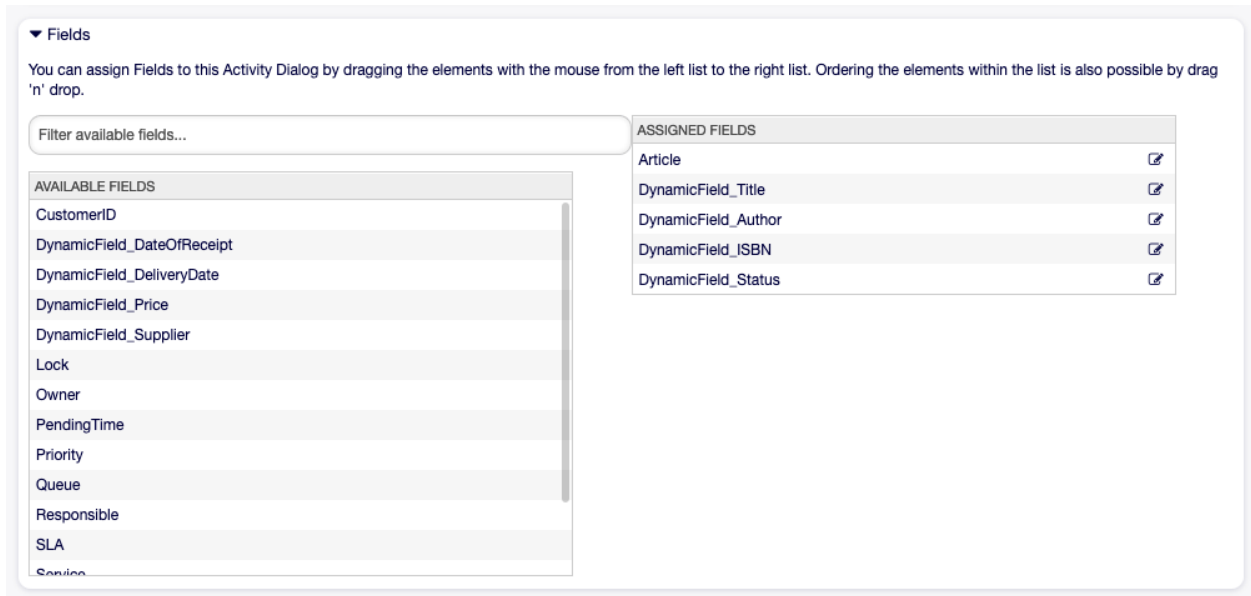 Fields
You can assign Fields to this Activity Dialog by dragging the elements with the mouse from the left list to the right list. Ordering the elements within the list is also possible by drag
'n' drop.
Filter available fields...
AVAILABLE FIELDS
CustomerID
DynamicField_DateOfReceipt
DynamicField_DeliveryDate
DynamicField_Price
DynamicField_Supplier
Lock
Owner
PendingTime
Priority
Queue
Responsible
SLA
Service
ASSIGNED FIELDS
Article
DynamicField_Title
DynamicField_Author
DynamicField_ISBN
DynamicField_Status